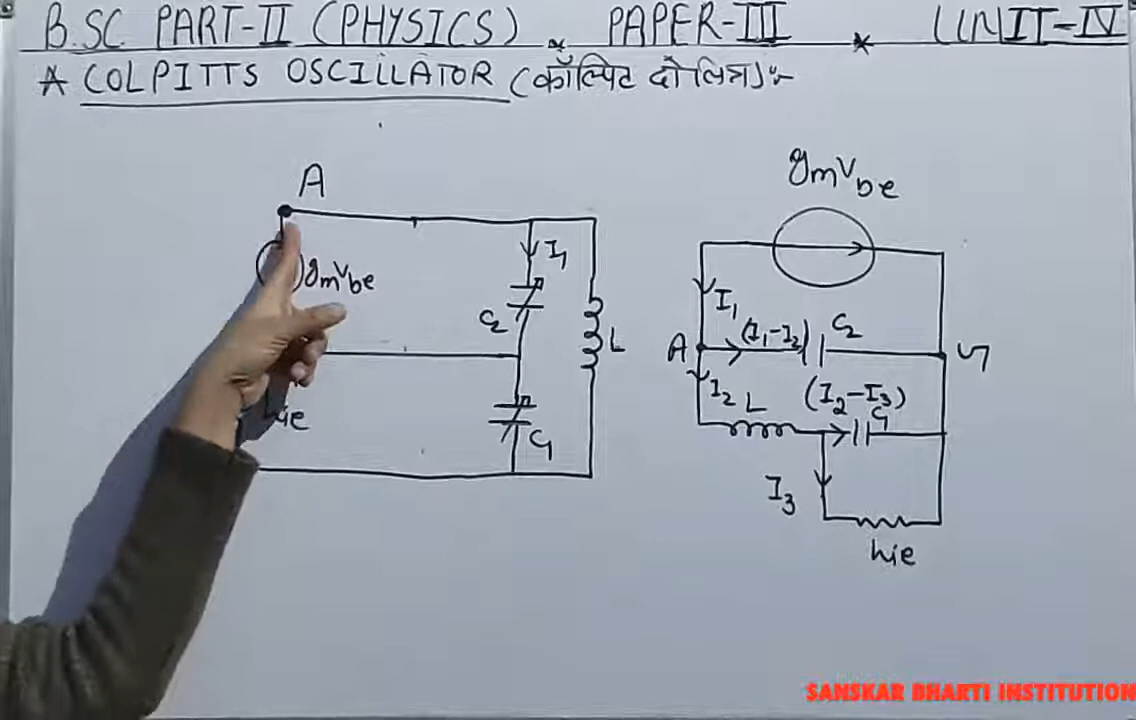 B.SC PART-II (PHYSICS) * PAPER-III * UNIT-IV
* COLPITTS OSCILLATOR (कॉल्पिट दोलित्र):-
A
I₁
gmVbe
C₂
L
hie
C₁
gmVbe
I₁
A (I₁-I₂) C₂
I₂ L (I₂-I₃)
C₁
I₃
hie
SANSKAR BHARTI INSTITUTION